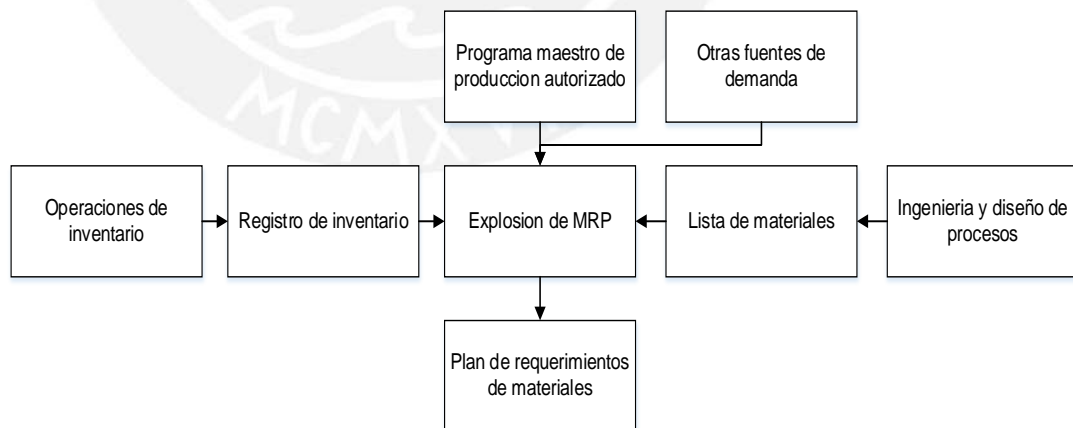 Programa maestro de
produccion autorizado
Otras fuentes de
demanda
MCMX
Operaciones de
inventario
Registro de inventario
Explosion de MRP
Lista de materiales
Ingenieria y diseño de
procesos
Plan de requerimientos
de materiales